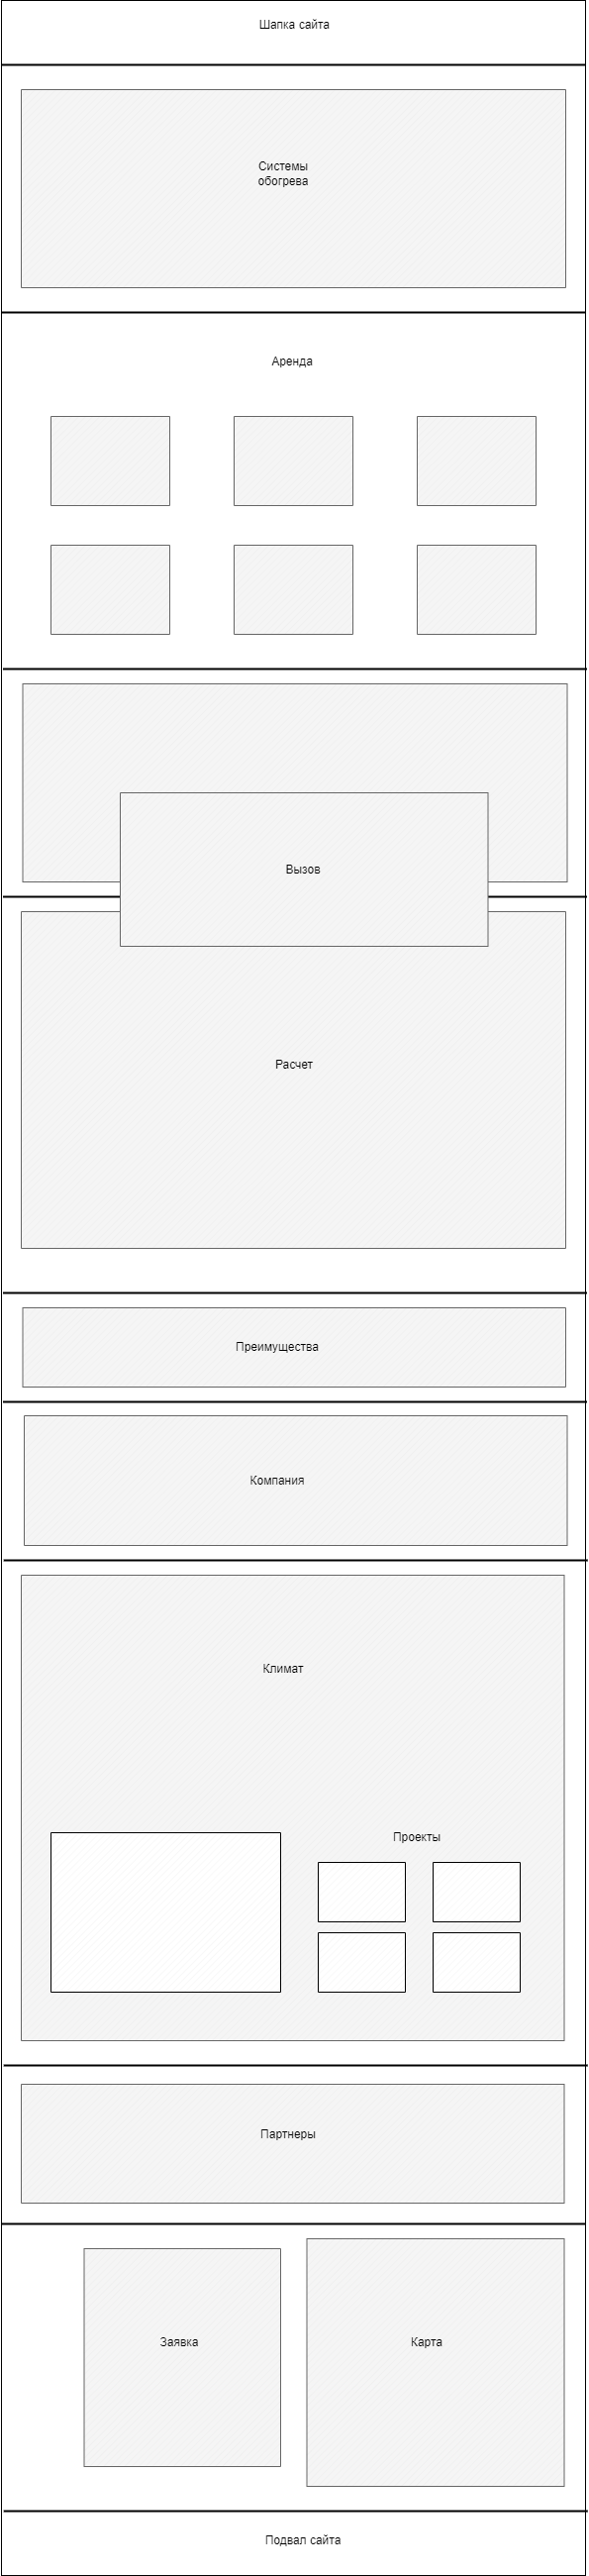 Шапка сайта
Системы
обогрева
Аренда
Вызов
Расчет
Преимущества
Компания
Климат
Проекты
Партнеры
Заявка
Карта
Подвал сайта